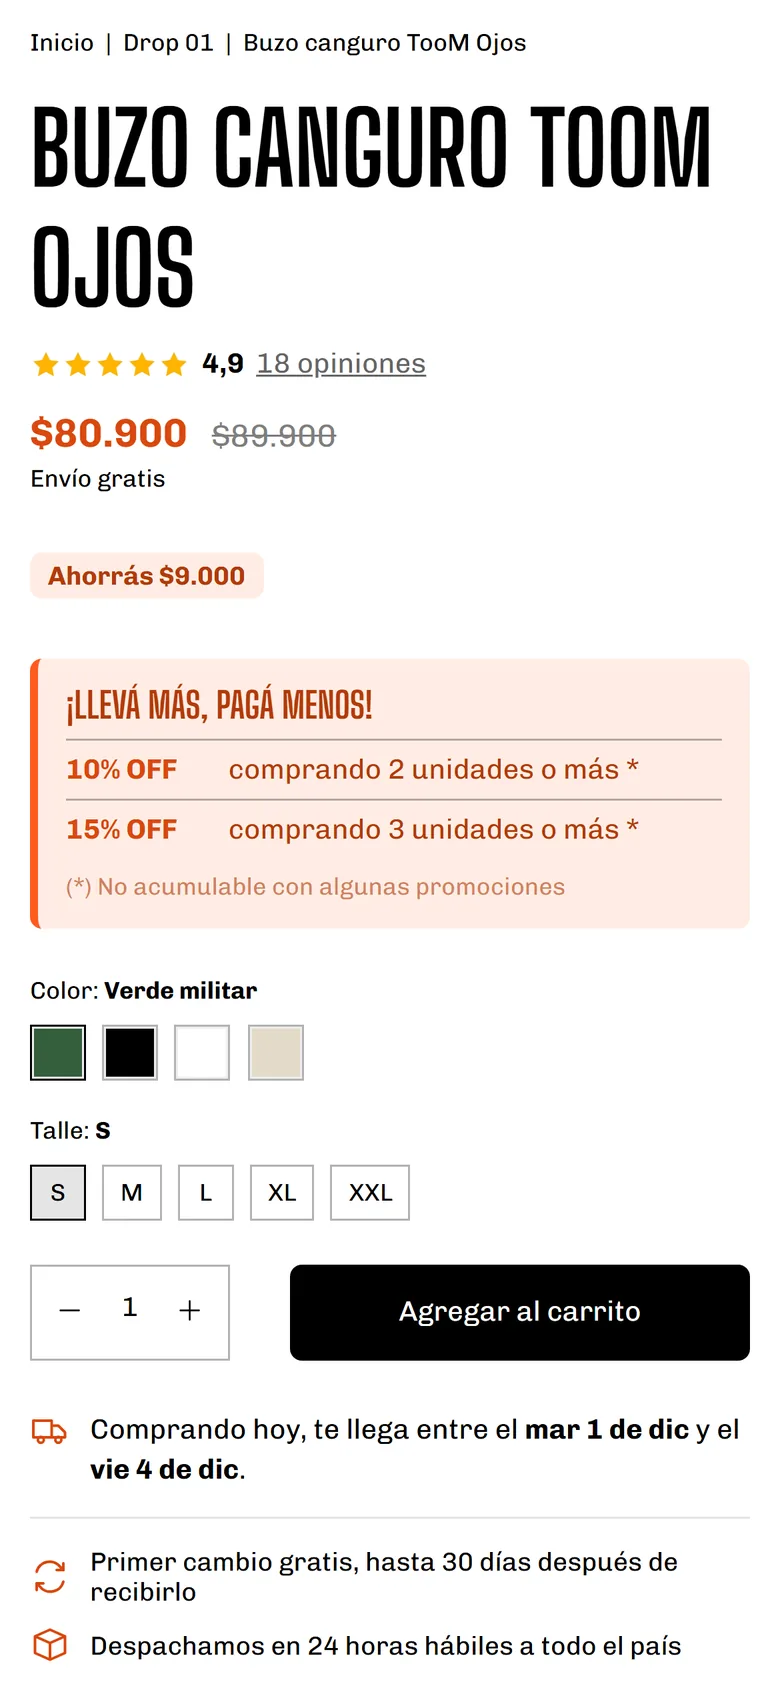 Inicio | Drop 01 | Buzo canguro TooM Ojos
BUZO CANGURO TOOM
OJOS
4,9 18 opiniones
$80.900 $89.900
Envío gratis
Ahorrás $9.000
¡LLEVÁ MÁS, PAGÁ MENOS!
10% OFF comprando 2 unidades o más *
15% OFF comprando 3 unidades o más *
(*) No acumulable con algunas promociones
Color: Verde militar
Talle: S
S M L XL XXL
− 1 + Agregar al carrito
Comprando hoy, te llega entre el mar 1 de dic y el
vie 4 de dic.
Primer cambio gratis, hasta 30 días después de
recibirlo
Despachamos en 24 horas hábiles a todo el país